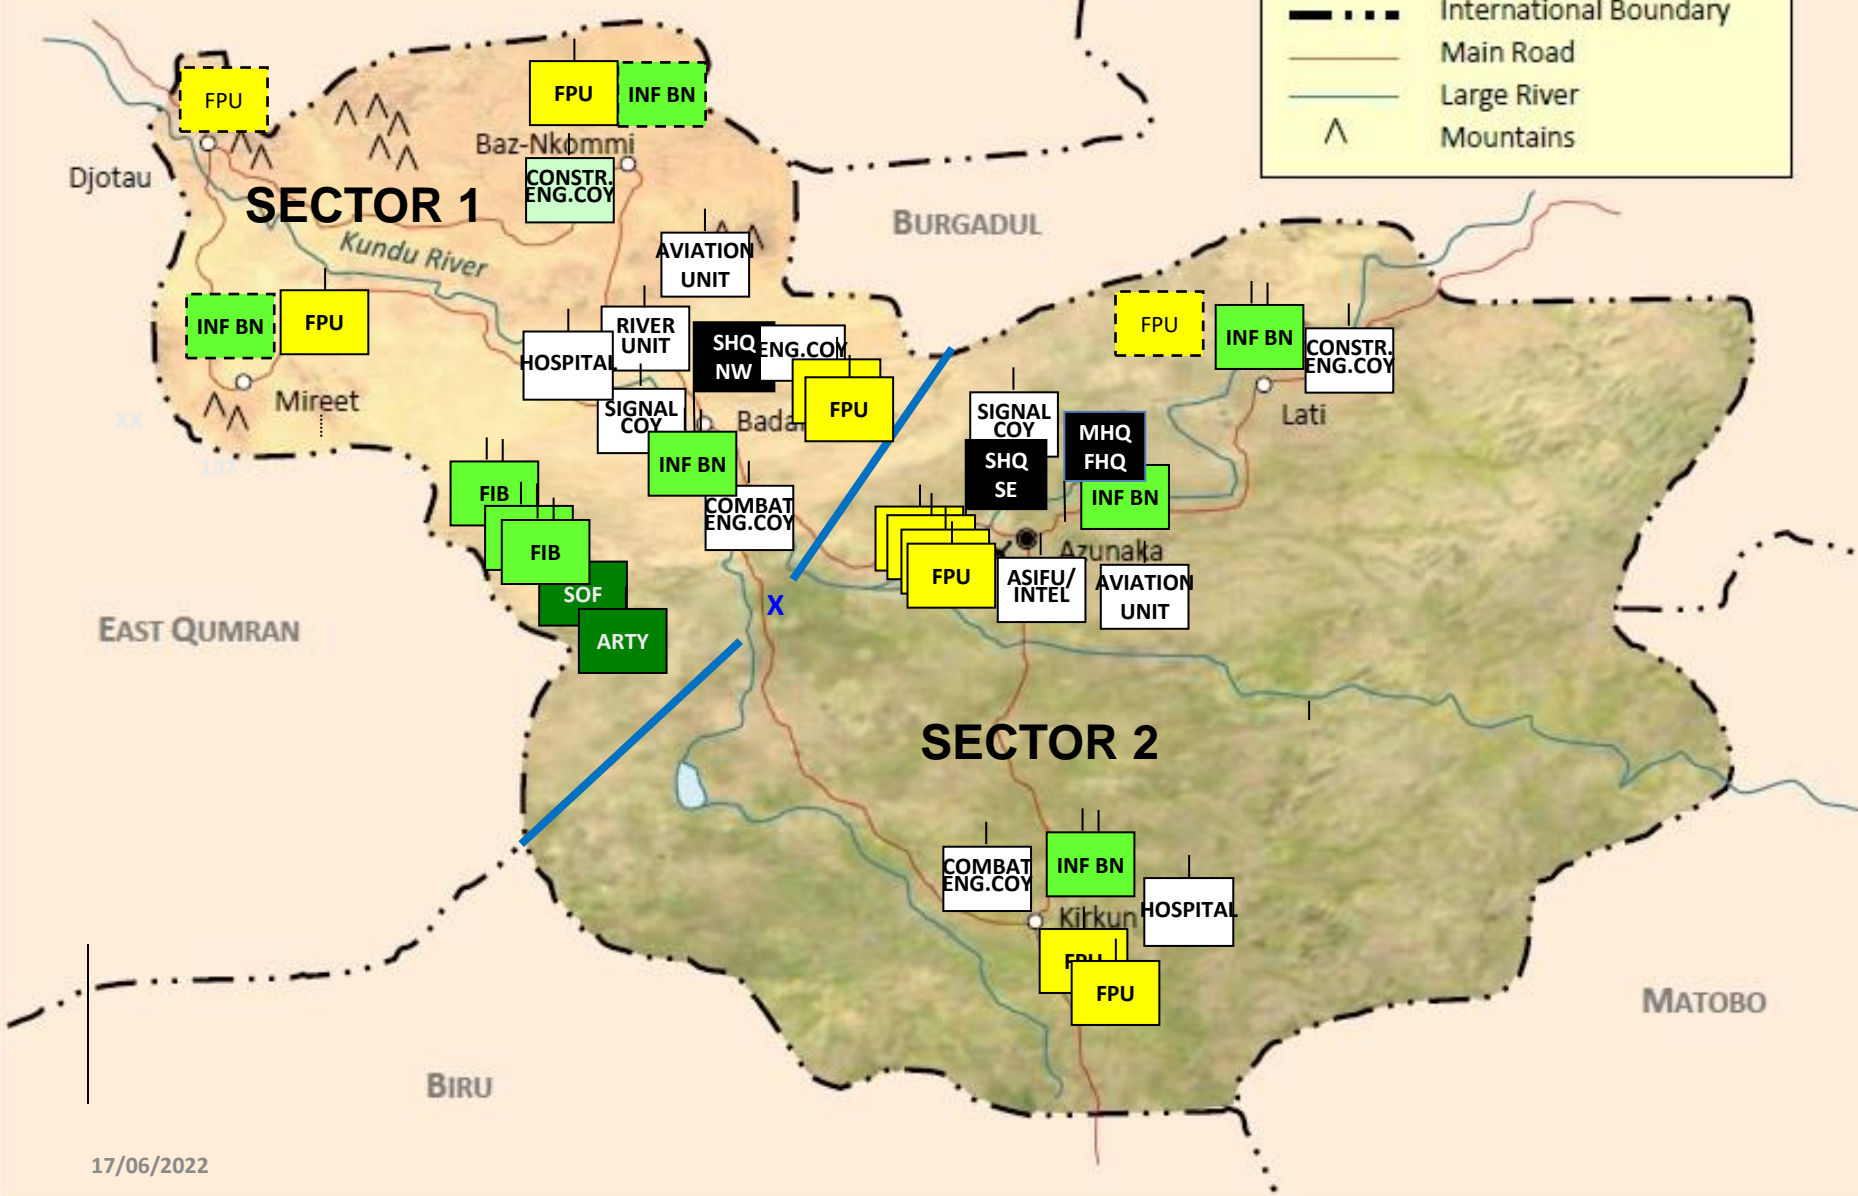 International Boundary
Main Road
Large River
Mountains
FPU
FPU
INF BN
Baz-Nkommi
Djotau
CONSTR.
ENG.COY
SECTOR 1
BURGADUL
Kundu River
AVIATION
UNIT
INF BN
FPU
RIVER
UNIT
HOSPITAL
SHQ
NW
ENG.COY
FPU
FPU
INF BN
CONSTR.
ENG.COY
Mireet
SIGNAL
COY
SIGNAL
COY
MHQ
FHQ
Lati
XX
INF BN
SHQ
SE
INF BN
FIB
COMBAT
ENG.COY
FIB
Azunaka
FPU
ASIFU/
INTEL
AVIATION
UNIT
SOF
X
EAST QUMRAN
ARTY
SECTOR 2
COMBAT
ENG.COY
INF BN
Kirkun
HOSPITAL
FPU
FPU
MATOBO
BIRU
17/06/2022